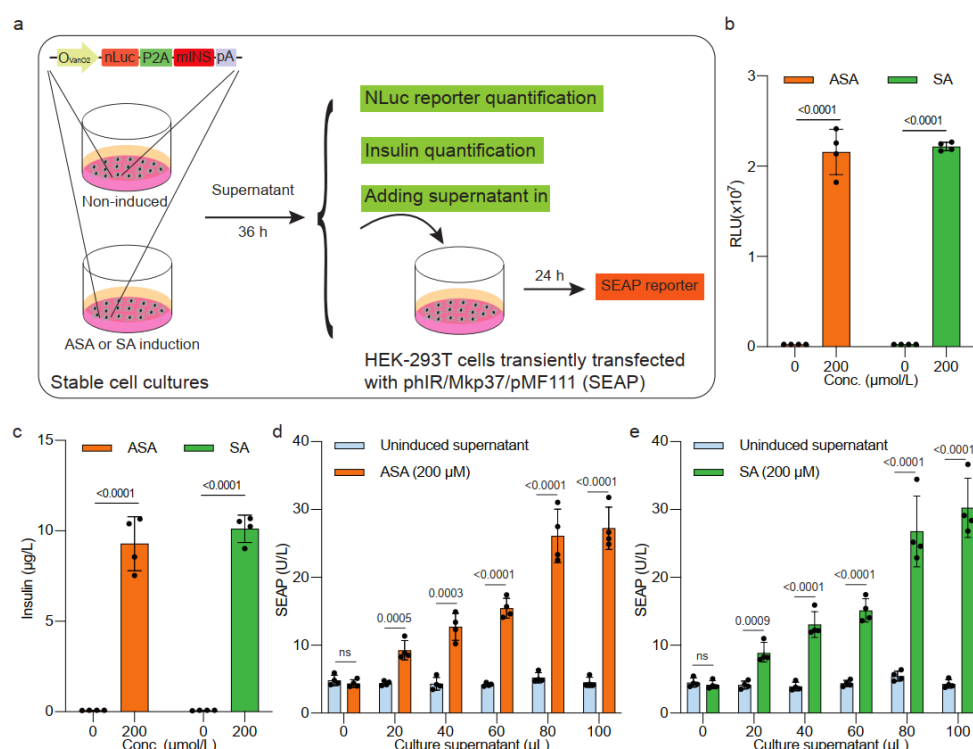 a
O_VanO2 nLuc P2A mINS pA
Non-induced
ASA or SA induction
Stable cell cultures
Supernatant
36 h
NLuc reporter quantification
Insulin quantification
Adding supernatant in
24 h
SEAP reporter
HEK-293T cells transiently transfected
with phIR/Mkp37/pMF111 (SEAP)
b
ASA SA
<0.0001 <0.0001
RLU(x10⁷)
3
2
1
0
0 200 0 200
Conc. (µmol/L)
c
ASA SA
<0.0001 <0.0001
Insulin (µg/L)
15
10
5
0
0 200 0 200
Conc. (µmol/L)
d
Uninduced supernatant
ASA (200 µM)
ns 0.0005 0.0003 <0.0001 <0.0001 <0.0001
SEAP (U/L)
40
30
20
10
0
0 20 40 60 80 100
Culture supernatant (µL)
e
Uninduced supernatant
SA (200 µM)
ns 0.0009 <0.0001 <0.0001 <0.0001 <0.0001
SEAP (U/L)
40
30
20
10
0
0 20 40 60 80 100
Culture supernatant (µL)